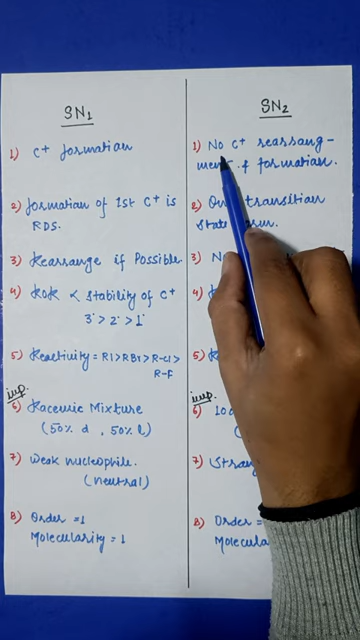 SN1
1) C+ formation
2) formation of 1st C+ is
RDS.
3) Rearrange if Possible
4) ROR ∝ stability of C+
3° > 2° > 1°
5) Reactivity = RI > RBr > R-Cl >
R-F
imp.
6) Racemic Mixture
(50% d , 50% l)
7) Weak nucleophile.
(neutral)
8) Order = 1
Molecularity = 1
SN2
1) No C+ rearrang-
ment & formation.
2) transition
State
3)
4)
5)
imp.
6) 100
7) Stron
8) Order =
Molecula